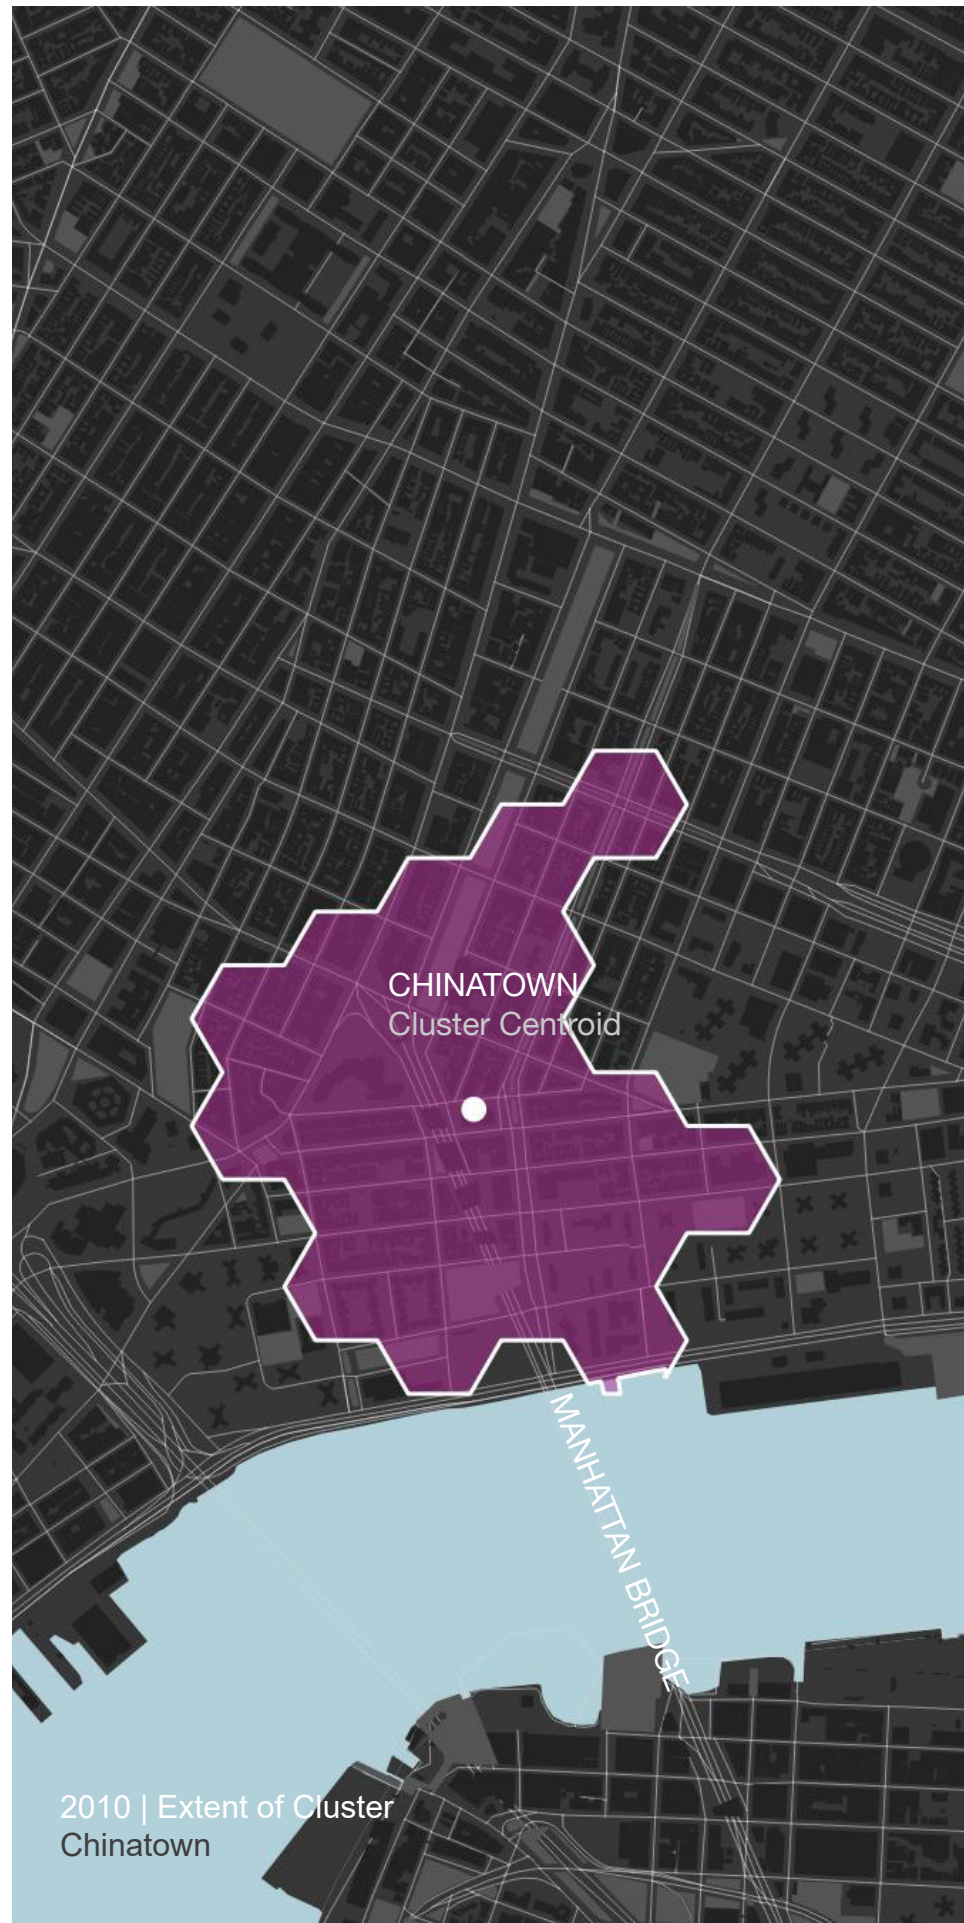 CHINATOWN
Cluster Centroid
MANHATTAN BRIDGE
2010 | Extent of Cluster
Chinatown